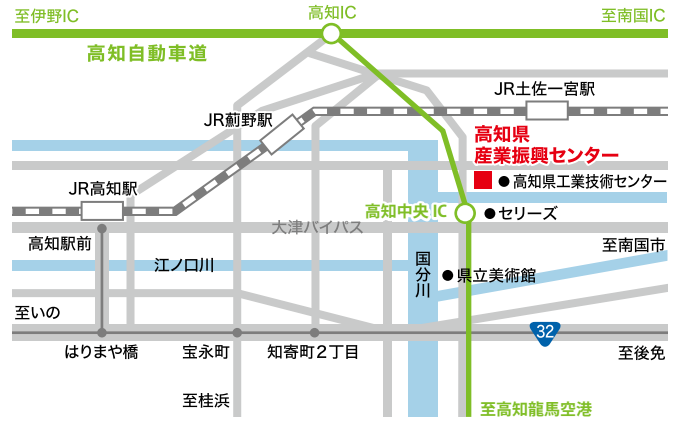 至伊野IC
高知IC
至南国IC
高知自動車道
JR土佐一宮駅
JR薊野駅
高知県
産業振興センター
高知県工業技術センター
JR高知駅
高知中央IC
セリーズ
大津バイパス
高知駅前
至南国市
江ノ口川
国分川
県立美術館
至いの
32
はりまや橋
宝永町
知寄町2丁目
至後免
至桂浜
至高知龍馬空港